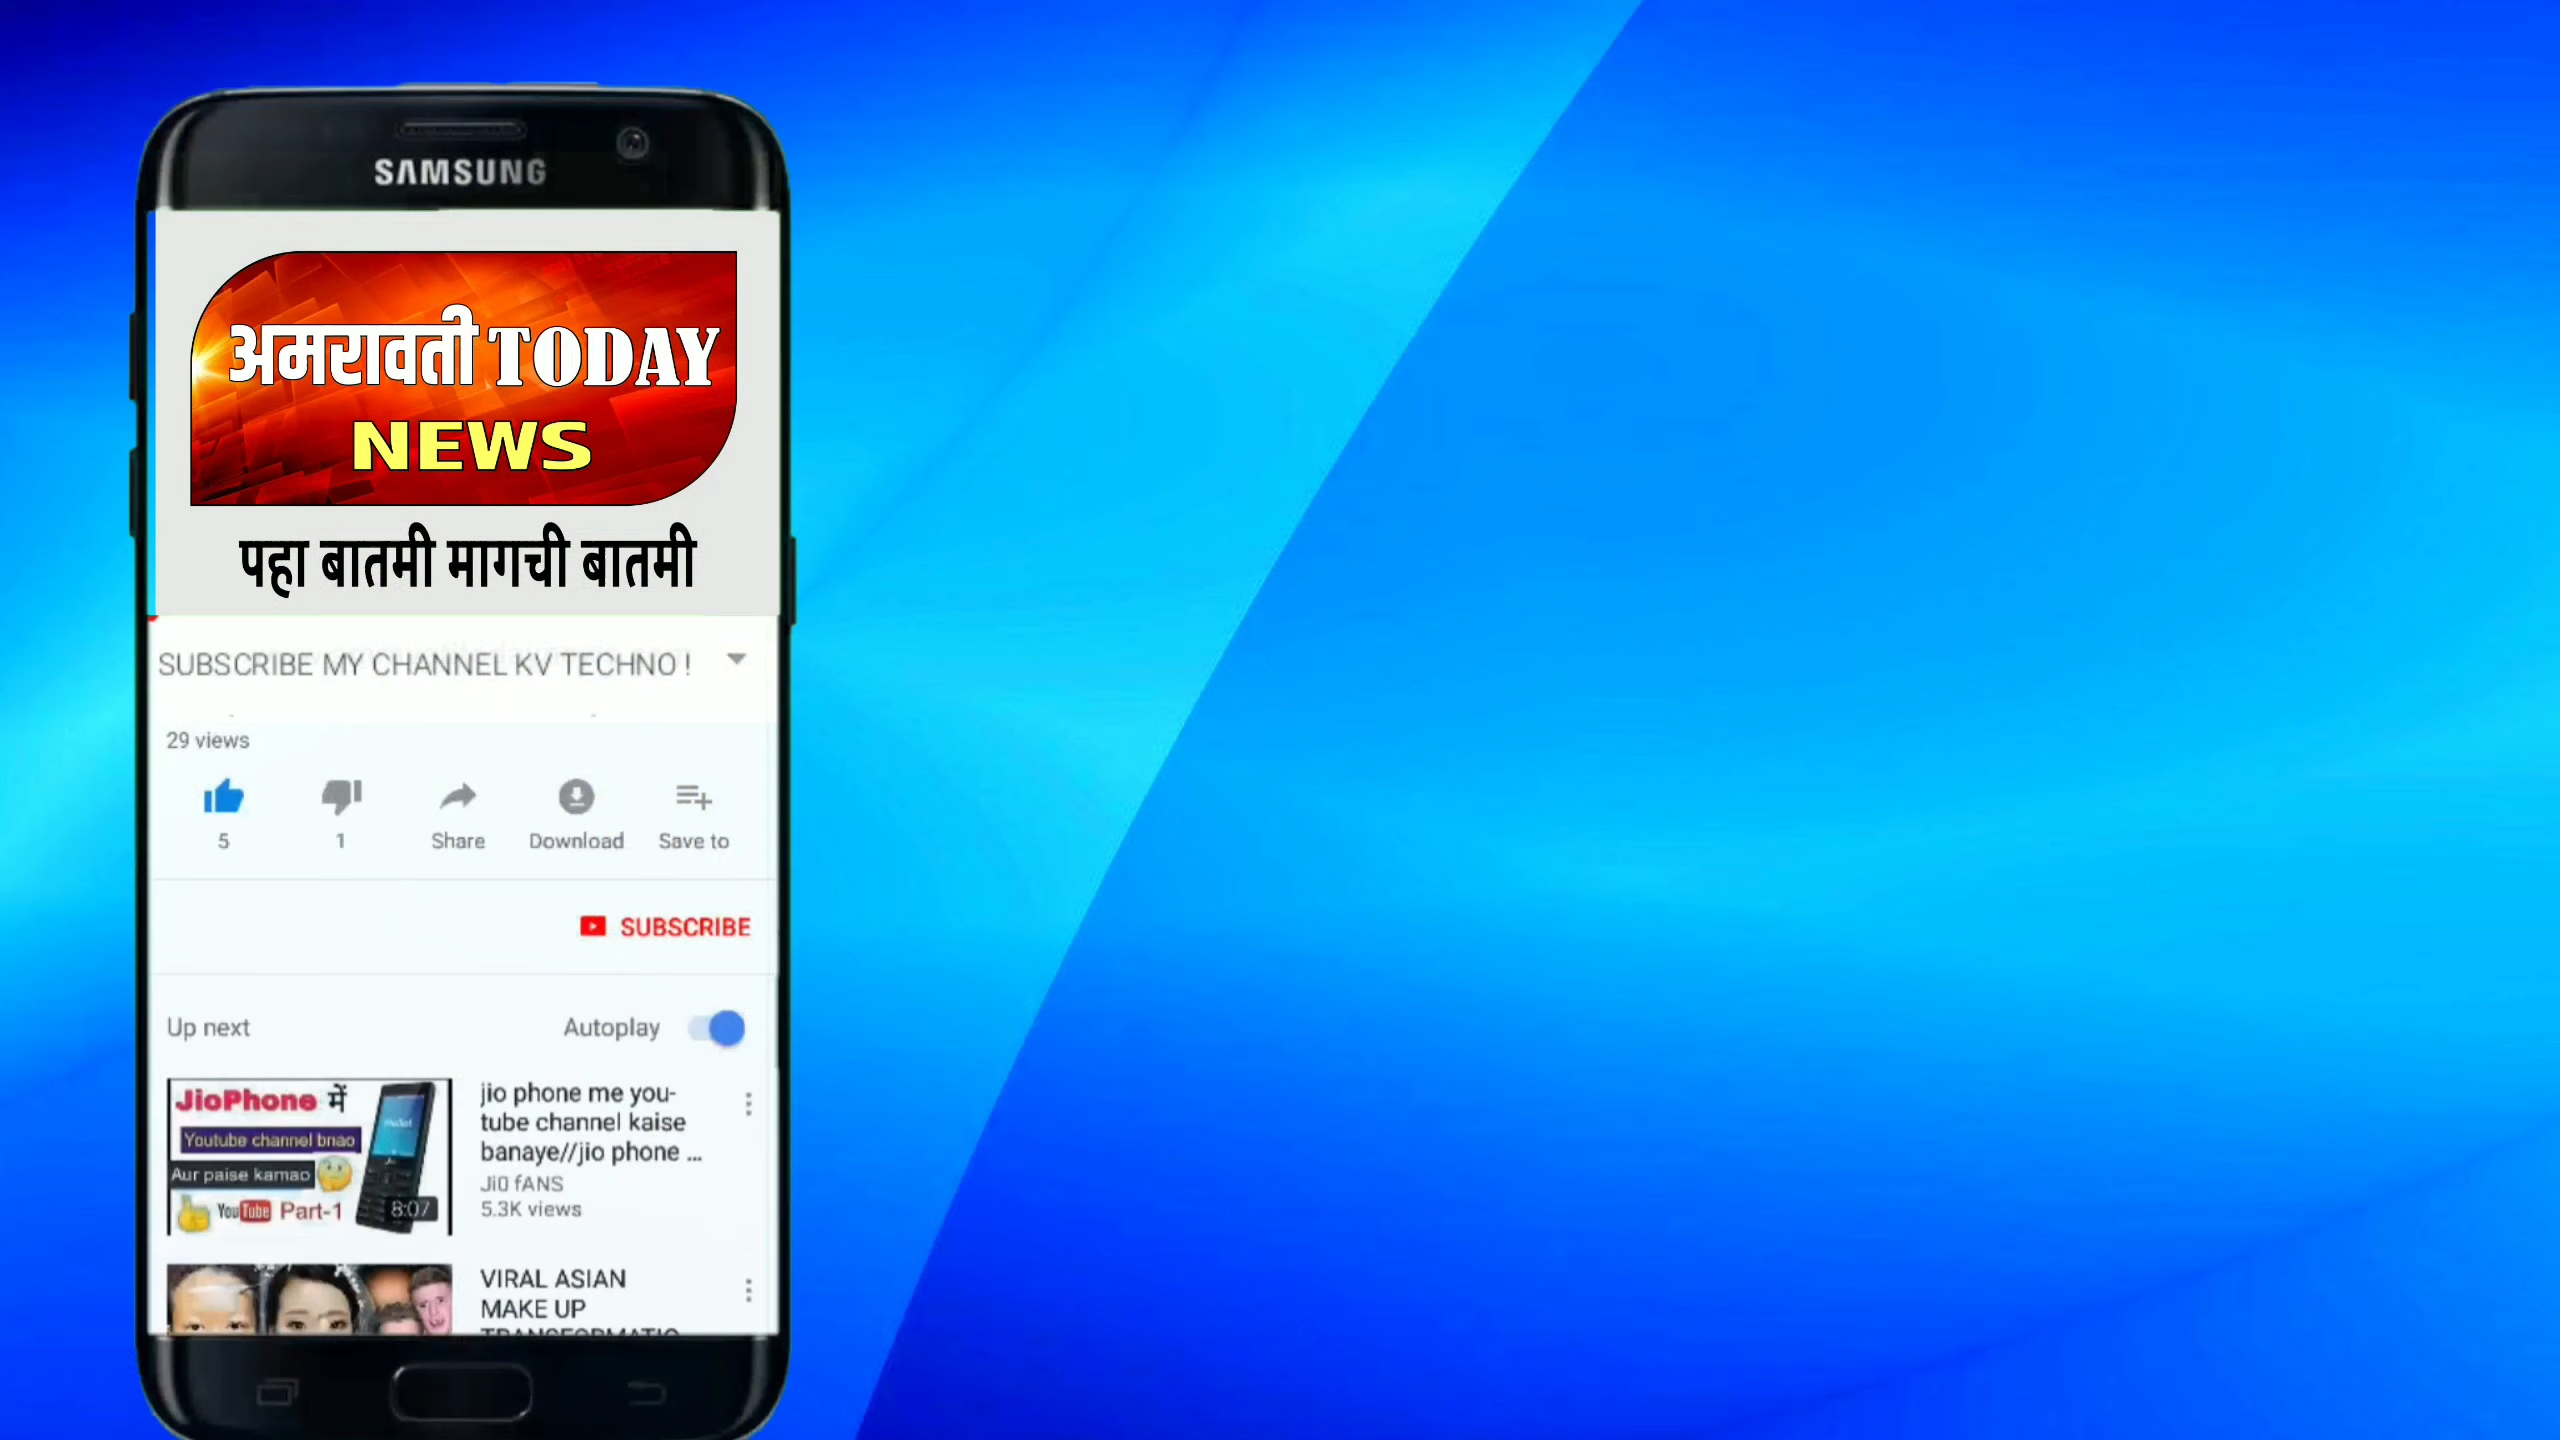 SAMSUNG
अमरावती TODAY
NEWS
पहा बातमी मागची बातमी
SUBSCRIBE MY CHANNEL KV TECHNO !
29 views
5
1
Share
Download
Save to
SUBSCRIBE
Up next
Autoplay
JioPhone में
Youtube channel bnao
Aur paise kamao
YouTube Part-1
8:07
jio phone me you-
tube channel kaise
banaye//jio phone ...
Ji0 fANS
5.3K views
VIRAL ASIAN
MAKE UP